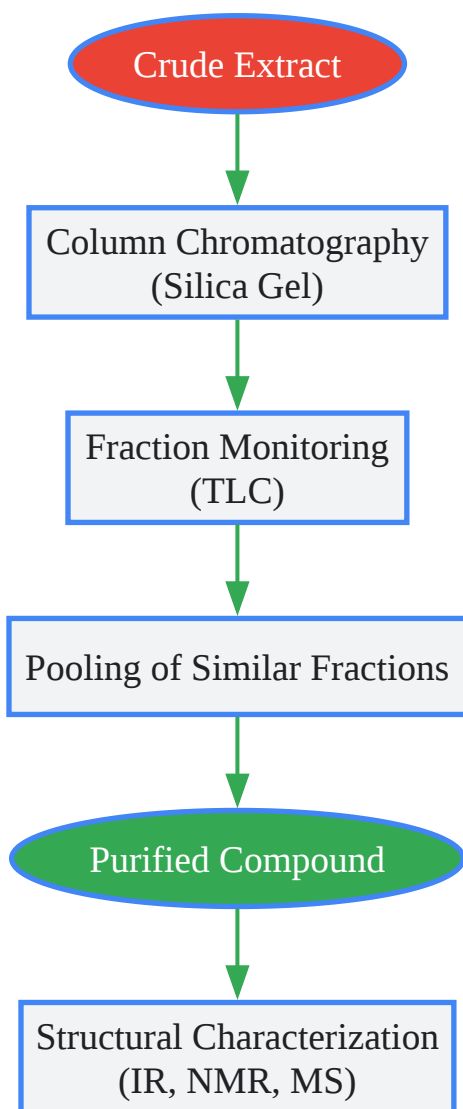 Crude Extract
Column Chromatography
(Silica Gel)
Fraction Monitoring
(TLC)
Pooling of Similar Fractions
Purified Compound
Structural Characterization
(IR, NMR, MS)